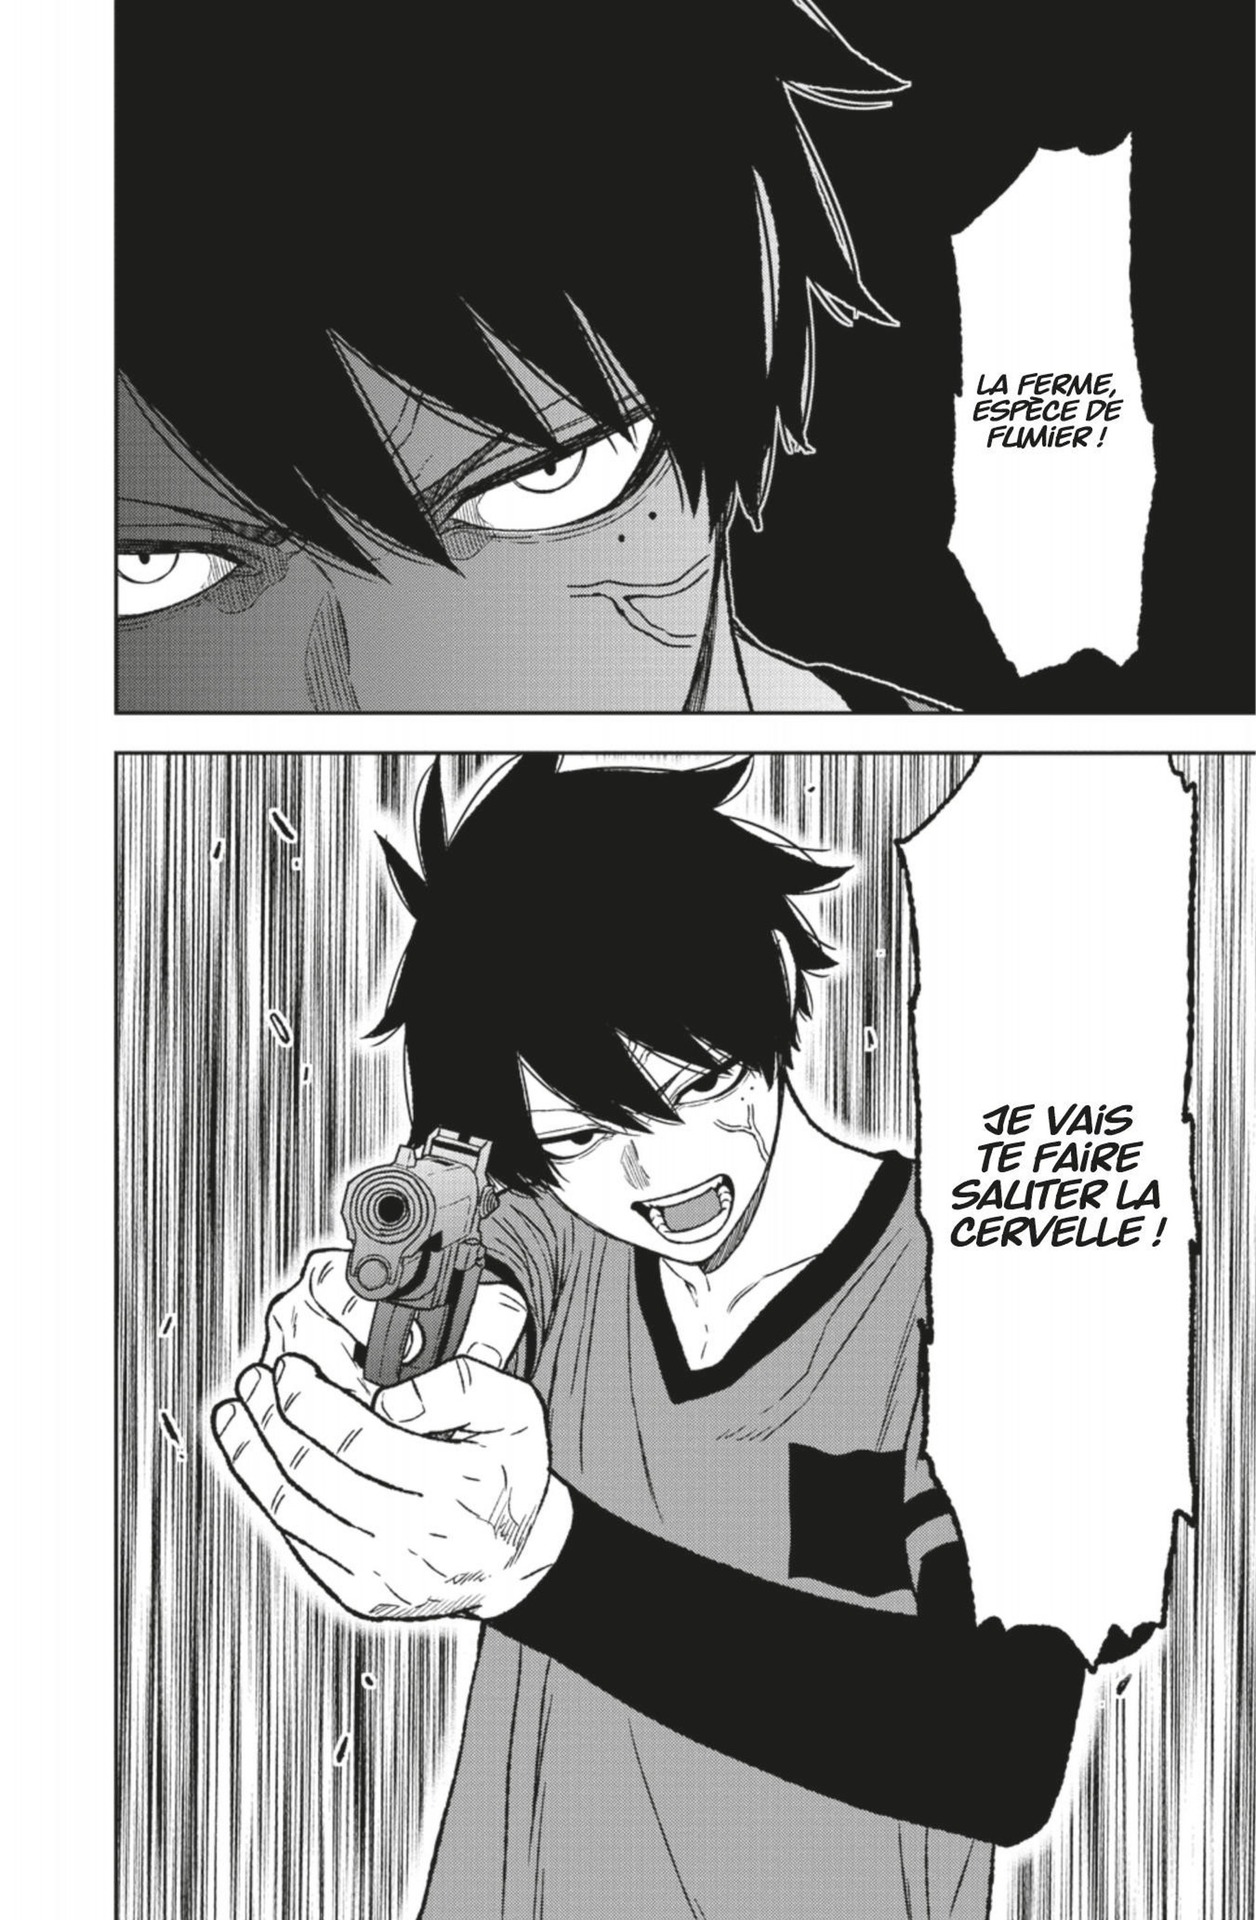 LA FERME,
ESPÈCE DE
FUMIER !
JE VAIS
TE FAIRE
SAUTER LA
CERVELLE !